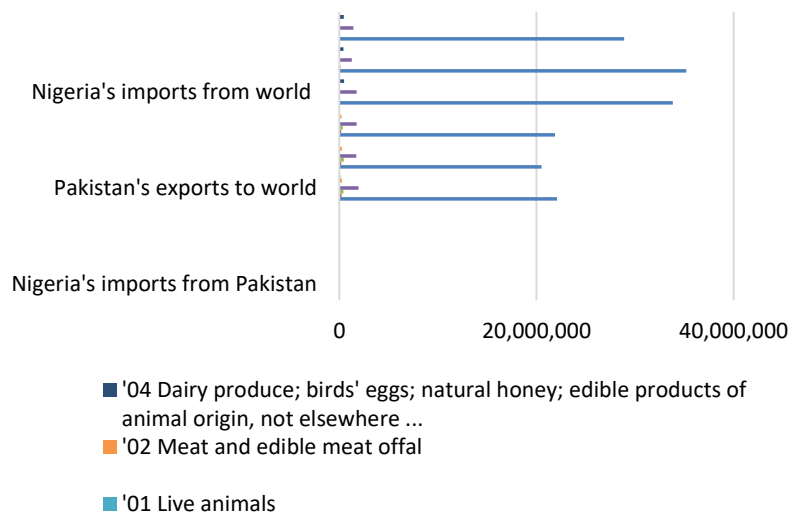 Nigeria's imports from world
Pakistan's exports to world
Nigeria's imports from Pakistan
0 20,000,000 40,000,000
'04 Dairy produce; birds' eggs; natural honey; edible products of
animal origin, not elsewhere ...
'02 Meat and edible meat offal
'01 Live animals